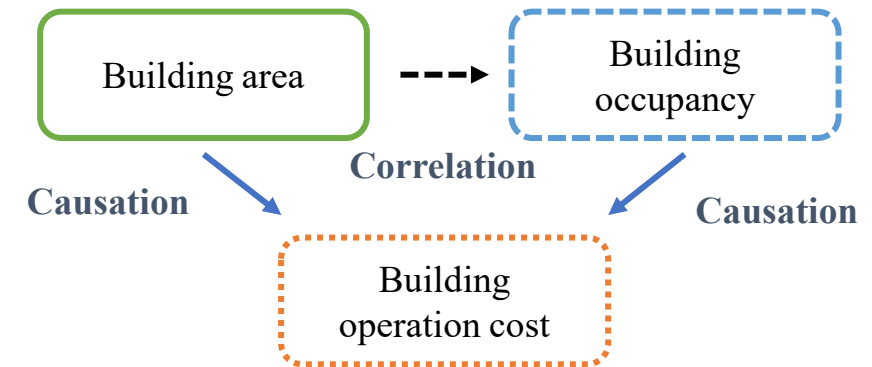 Building area
Building
occupancy
Correlation
Causation
Causation
Building
operation cost